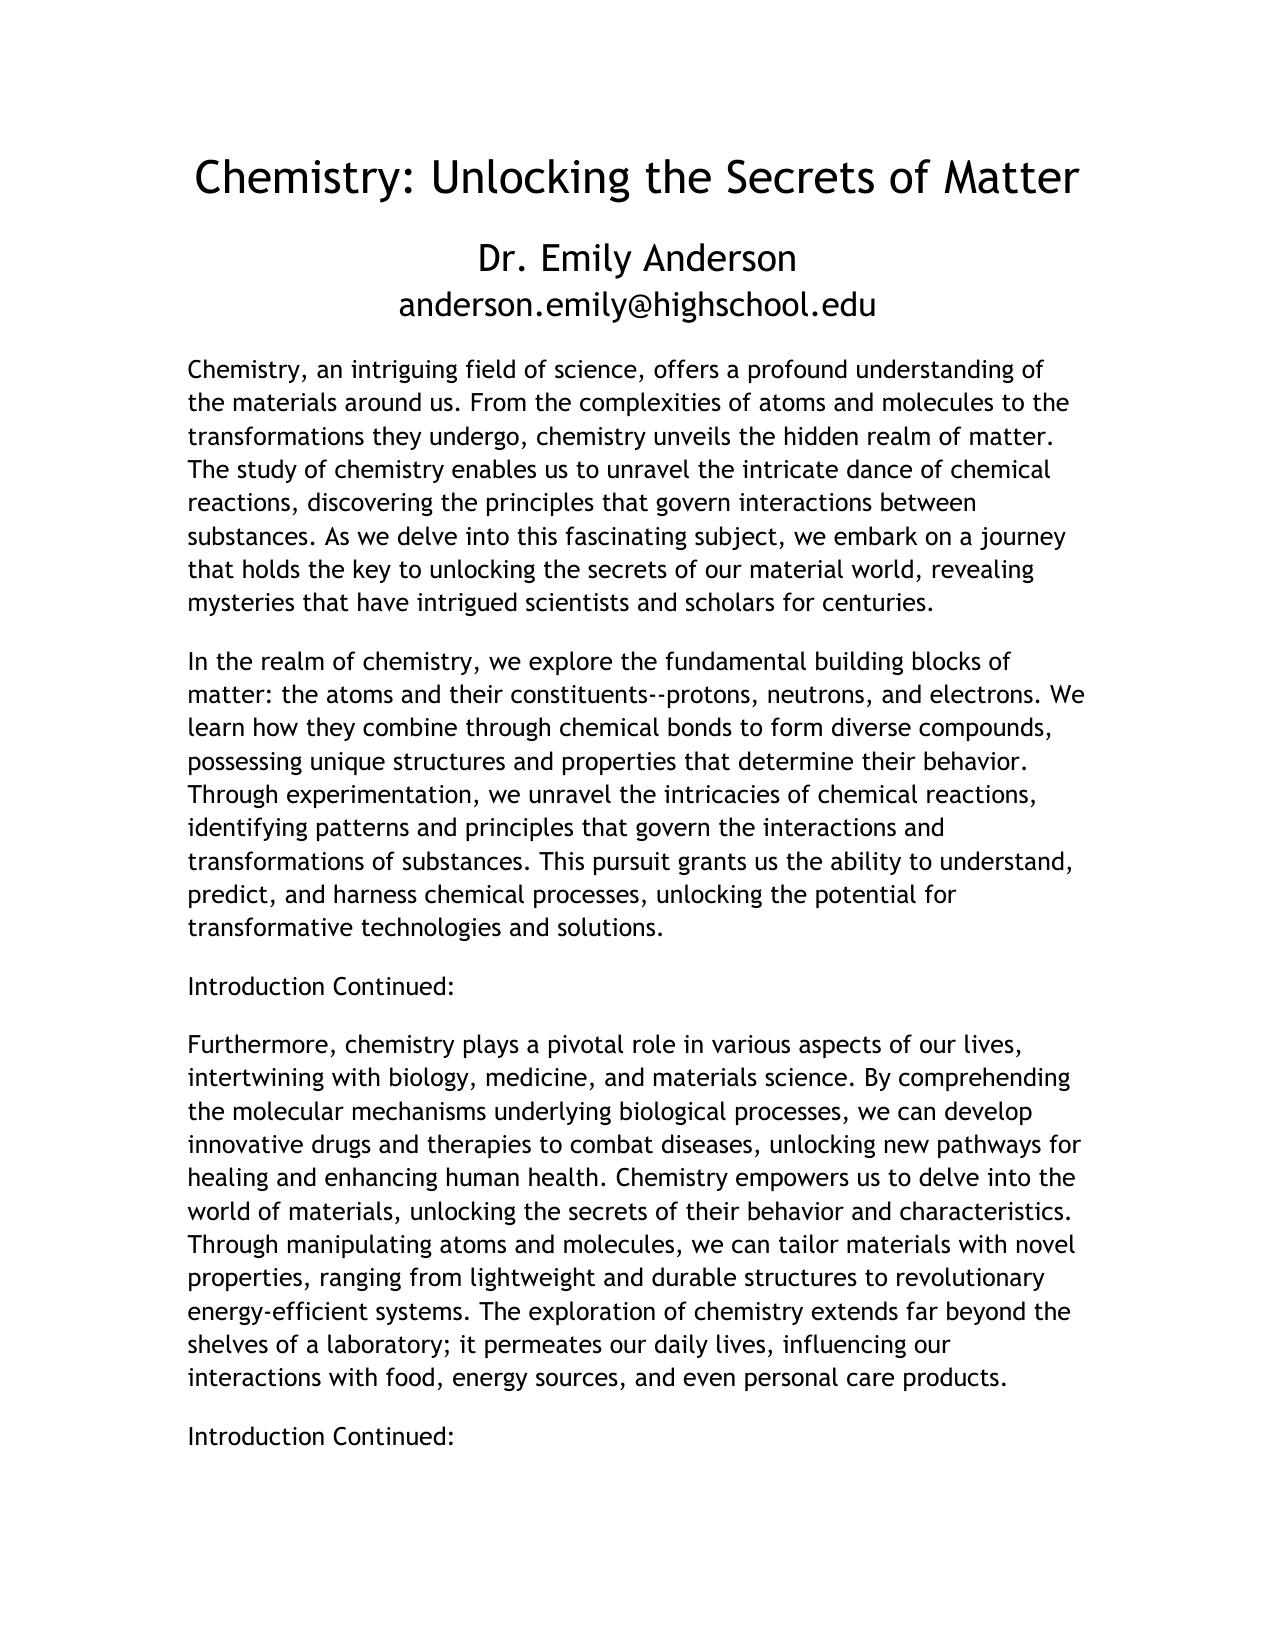 Chemistry: Unlocking the Secrets of Matter
Dr. Emily Anderson
anderson.emily@highschool.edu
Chemistry, an intriguing field of science, offers a profound understanding of
the materials around us. From the complexities of atoms and molecules to the
transformations they undergo, chemistry unveils the hidden realm of matter.
The study of chemistry enables us to unravel the intricate dance of chemical
reactions, discovering the principles that govern interactions between
substances. As we delve into this fascinating subject, we embark on a journey
that holds the key to unlocking the secrets of our material world, revealing
mysteries that have intrigued scientists and scholars for centuries.
In the realm of chemistry, we explore the fundamental building blocks of
matter: the atoms and their constituents--protons, neutrons, and electrons. We
learn how they combine through chemical bonds to form diverse compounds,
possessing unique structures and properties that determine their behavior.
Through experimentation, we unravel the intricacies of chemical reactions,
identifying patterns and principles that govern the interactions and
transformations of substances. This pursuit grants us the ability to understand,
predict, and harness chemical processes, unlocking the potential for
transformative technologies and solutions.
Introduction Continued:
Furthermore, chemistry plays a pivotal role in various aspects of our lives,
intertwining with biology, medicine, and materials science. By comprehending
the molecular mechanisms underlying biological processes, we can develop
innovative drugs and therapies to combat diseases, unlocking new pathways for
healing and enhancing human health. Chemistry empowers us to delve into the
world of materials, unlocking the secrets of their behavior and characteristics.
Through manipulating atoms and molecules, we can tailor materials with novel
properties, ranging from lightweight and durable structures to revolutionary
energy-efficient systems. The exploration of chemistry extends far beyond the
shelves of a laboratory; it permeates our daily lives, influencing our
interactions with food, energy sources, and even personal care products.
Introduction Continued: